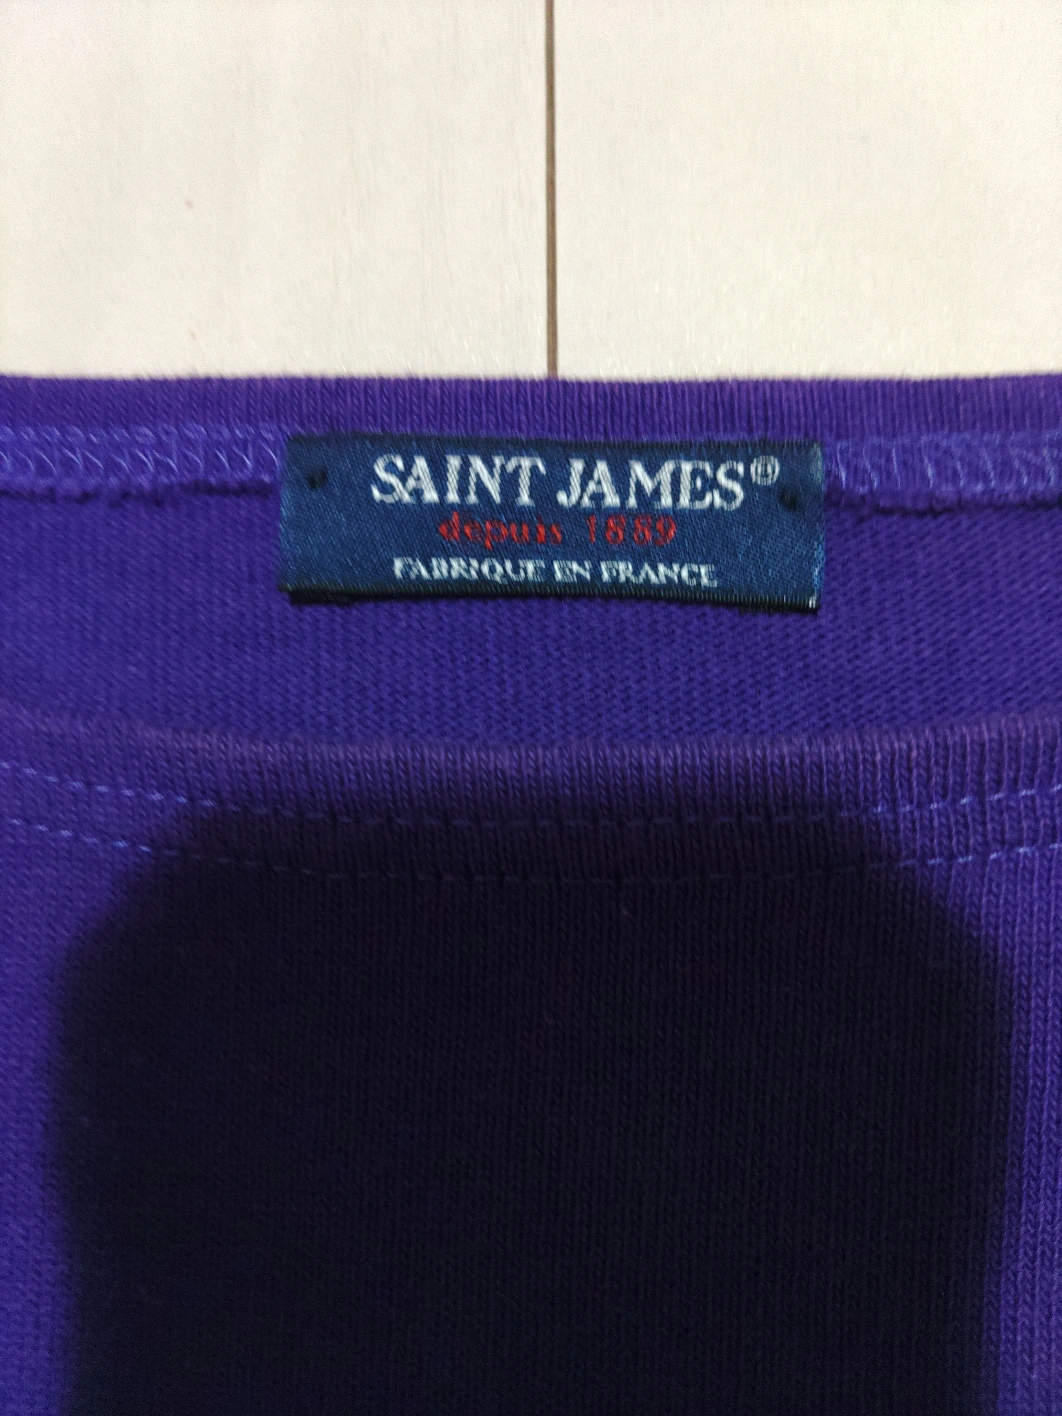 SAINT JAMES®
depuis 1889
FABRIQUE EN FRANCE